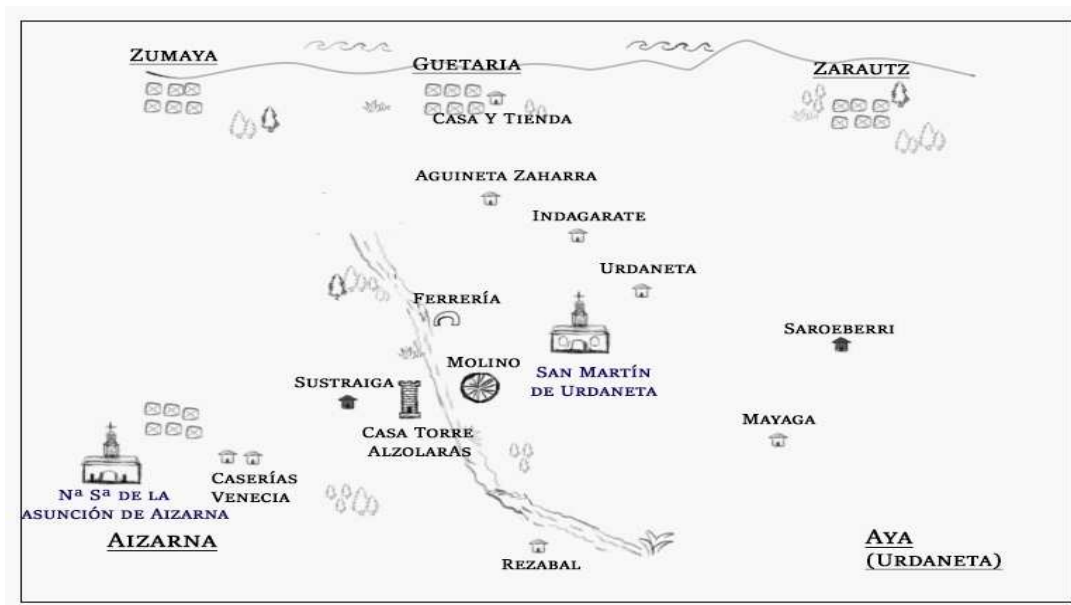 Zumaya
Guetaria
Zarautz
Casa y Tienda
Aguineta Zaharra
Indagarate
Urdaneta
Ferrería
Saroeberri
Molino
San Martín
de Urdaneta
Sustraiga
Casa Torre
Alzolaras
Mayaga
Caserías
Venecia
Nª Sª de la
asunción de Aizarna
Aizarna
Rezabal
Aya
(Urdaneta)